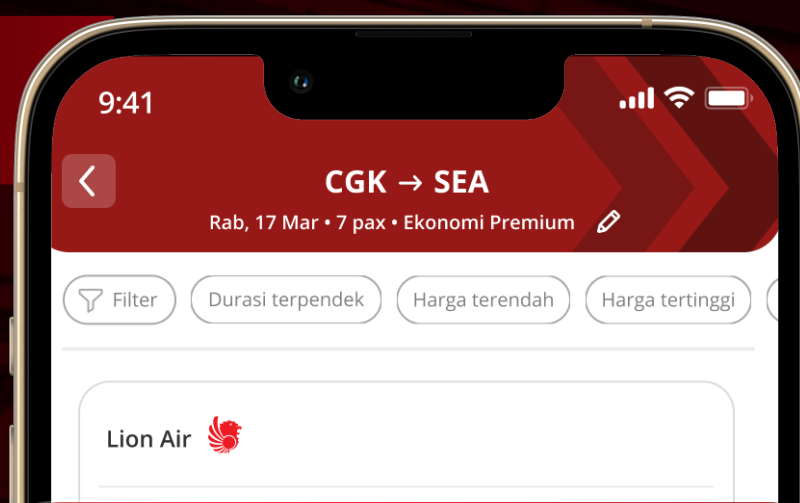 9:41
CGK → SEA
Rab, 17 Mar • 7 pax • Ekonomi Premium
Filter
Durasi terpendek
Harga terendah
Harga tertinggi
Lion Air